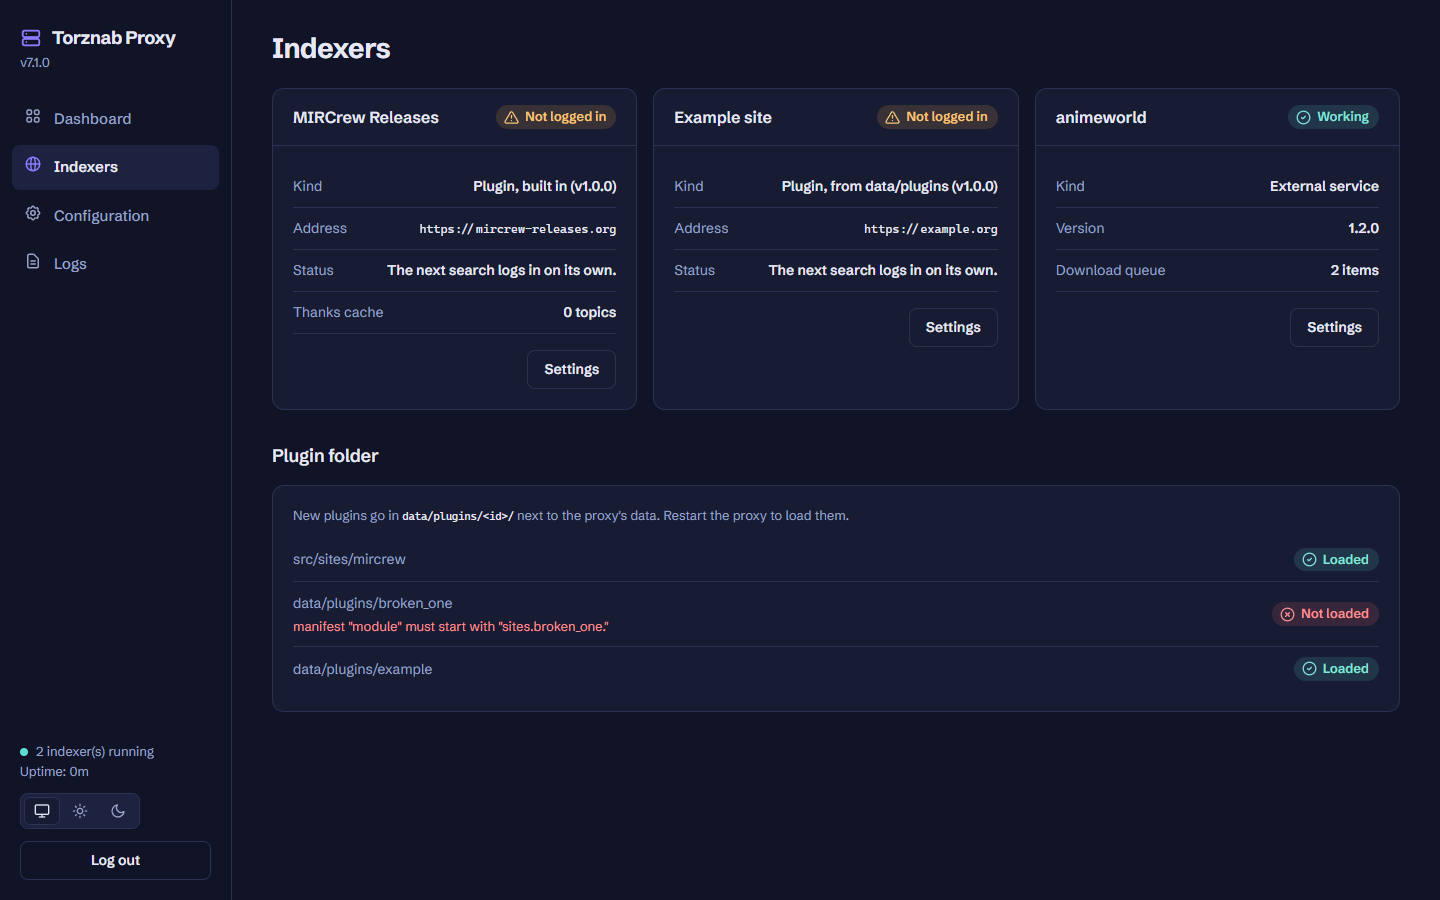 Torznab Proxy
v7.1.0
Dashboard
Indexers
Configuration
Logs
2 indexer(s) running
Uptime: 0m
Log out
Indexers
MIRCrew Releases
Not logged in
Kind
Plugin, built in (v1.0.0)
Address
https://mircrew-releases.org
Status
The next search logs in on its own.
Thanks cache
0 topics
Settings
Example site
Not logged in
Kind
Plugin, from data/plugins (v1.0.0)
Address
https://example.org
Status
The next search logs in on its own.
Settings
animeworld
Working
Kind
External service
Version
1.2.0
Download queue
2 items
Settings
Plugin folder
New plugins go in data/plugins/<id>/ next to the proxy's data. Restart the proxy to load them.
src/sites/mircrew
Loaded
data/plugins/broken_one
manifest "module" must start with "sites.broken_one."
Not loaded
data/plugins/example
Loaded